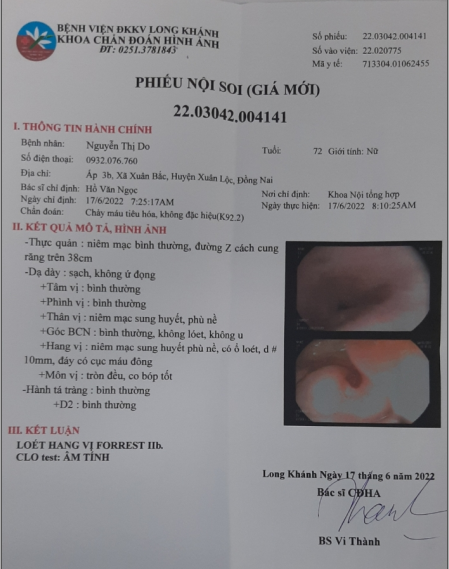 BỆNH VIỆN ĐKKV LONG KHÁNH
KHOA CHẨN ĐOÁN HÌNH ẢNH
ĐT: 0251.3781843
Số phiếu: 22.03042.004141
Số vào viện: 22.020775
Mã y tế: 713304.01062455
PHIẾU NỘI SOI (GIÁ MỚI)
22.03042.004141
I. THÔNG TIN HÀNH CHÍNH
Bệnh nhân: Nguyễn Thị Do Tuổi: 72 Giới tính: Nữ
Số điện thoại: 0932.076.760
Địa chỉ: Ấp 3b, Xã Xuân Bắc, Huyện Xuân Lộc, Đồng Nai
Bác sĩ chỉ định: Hồ Văn Ngọc Nơi chỉ định: Khoa Nội tổng hợp
Ngày chỉ định: 17/6/2022 7:25:17AM Ngày thực hiện: 17/6/2022 8:10:25AM
Chẩn đoán: Chảy máu tiêu hóa, không đặc hiệu(K92.2)
II. KẾT QUẢ MÔ TẢ, HÌNH ẢNH
-Thực quản : niêm mạc bình thường, đường Z cách cung
răng trên 38cm
-Dạ dày : sạch, không ứ đọng
+Tâm vị : bình thường
+Phình vị : bình thường
+Thân vị : niêm mạc sung huyết, phù nề
+Góc BCN : bình thường, không lóet, không u
+Hang vị : niêm mạc sung huyết phù nề, có ổ loét, d #
10mm, đáy có cục máu đông
+Môn vị : tròn đều, co bóp tốt
-Hành tá tràng : bình thường
+D2 : bình thường
III. KẾT LUẬN
LOÉT HANG VỊ FORREST IIb.
CLO test: ÂM TÍNH
Long Khánh Ngày 17 tháng 6 năm 2022
Bác sĩ CĐHA
BS Vi Thành